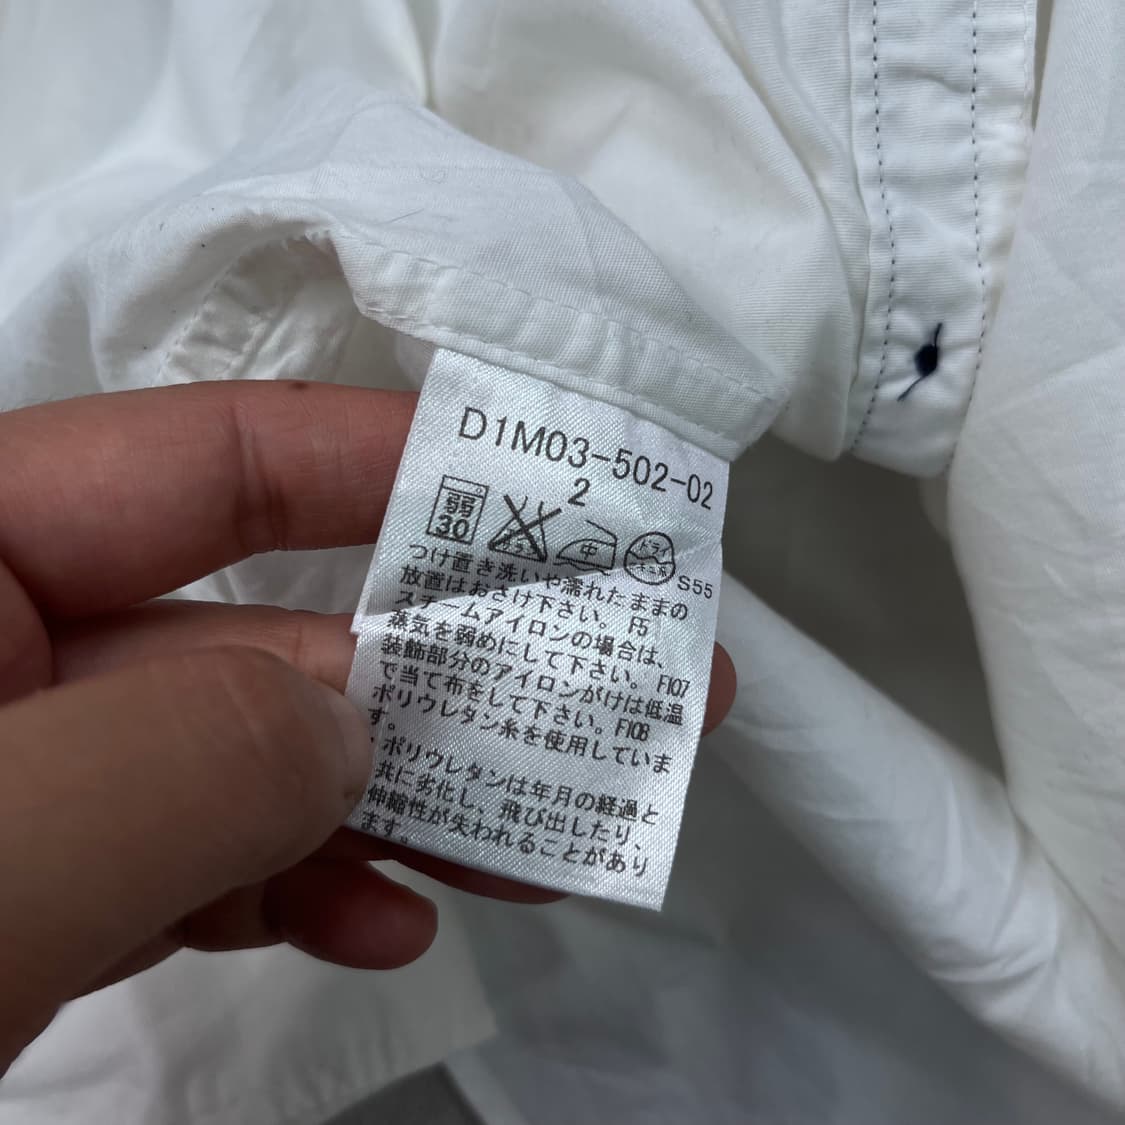 D1M03-502-02
2
弱
30
中
ドライ
S55
つけ置き洗いや濡れたままの
放置はおさけ下さい。 F5
スチームアイロンの場合は、
蒸気を弱めにして下さい。 F107
装飾部分のアイロンがけは低温
で当て布をして下さい。 F108
ポリウレタン糸を使用していま
す。
・ポリウレタンは年月の経過と
共に劣化し、飛び出したり、
伸縮性が失われることがあり
ます。